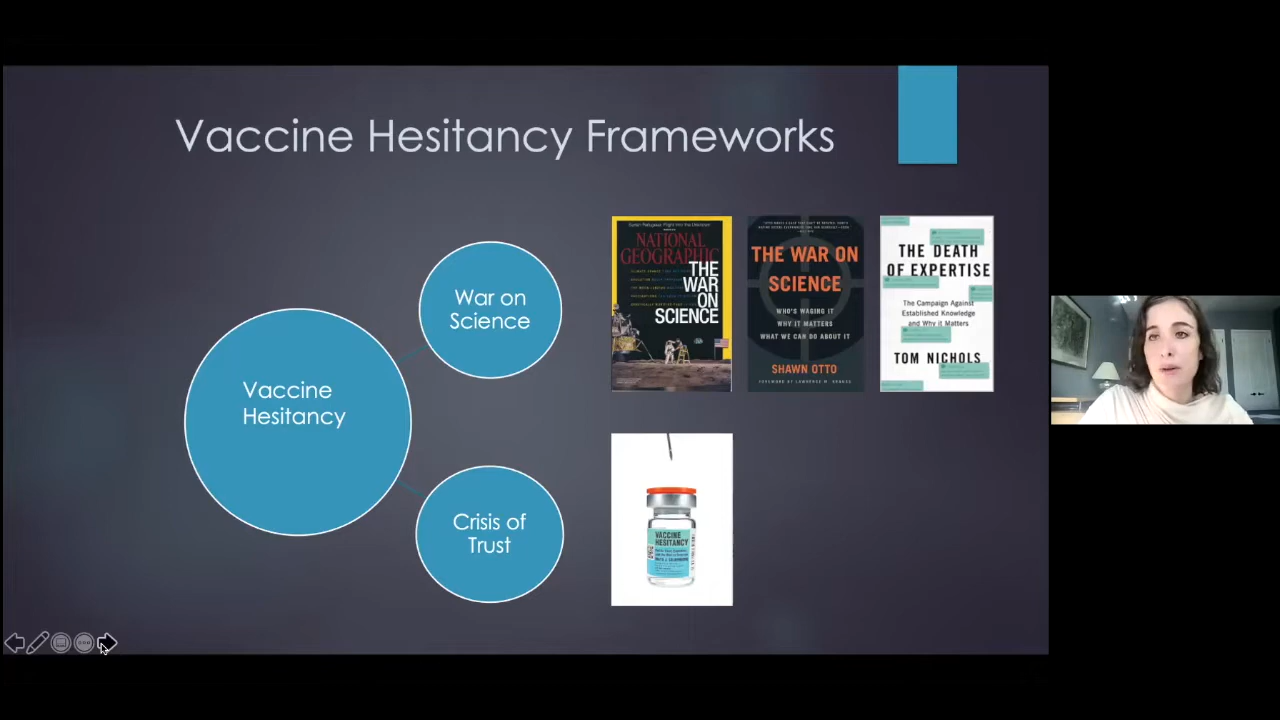 Vaccine Hesitancy Frameworks
War on
Science
Vaccine
Hesitancy
Crisis of
Trust
NATIONAL
GEOGRAPHIC
THE
WAR
ON
SCIENCE
THE WAR ON
SCIENCE
WHO'S WAGING IT
WHY IT MATTERS
WHAT WE CAN DO ABOUT IT
SHAWN OTTO
THE DEATH
OF EXPERTISE
The Campaign Against
Established Knowledge
and Why it Matters
TOM NICHOLS
VACCINE
HESITANCY